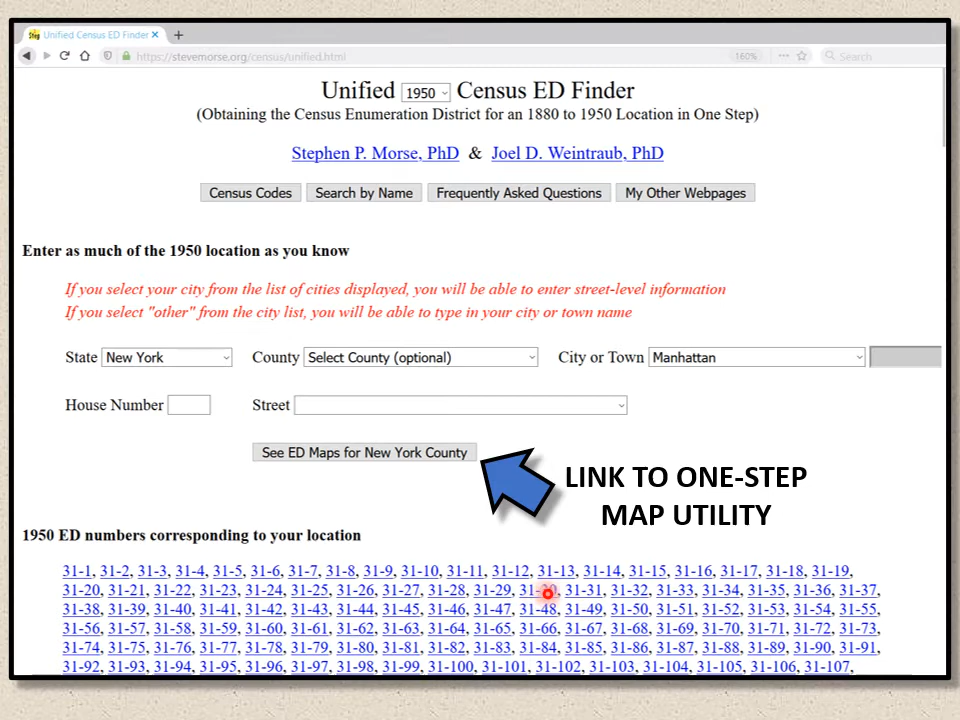 Unified Census ED Finder
https://stevemorse.org/census/unified.html
160%
Search
Unified 1950 Census ED Finder
(Obtaining the Census Enumeration District for an 1880 to 1950 Location in One Step)
Stephen P. Morse, PhD & Joel D. Weintraub, PhD
Census Codes Search by Name Frequently Asked Questions My Other Webpages
Enter as much of the 1950 location as you know
If you select your city from the list of cities displayed, you will be able to enter street-level information
If you select "other" from the city list, you will be able to type in your city or town name
State New York County Select County (optional) City or Town Manhattan
House Number Street
See ED Maps for New York County
LINK TO ONE-STEP
MAP UTILITY
1950 ED numbers corresponding to your location
31-1, 31-2, 31-3, 31-4, 31-5, 31-6, 31-7, 31-8, 31-9, 31-10, 31-11, 31-12, 31-13, 31-14, 31-15, 31-16, 31-17, 31-18, 31-19,
31-20, 31-21, 31-22, 31-23, 31-24, 31-25, 31-26, 31-27, 31-28, 31-29, 31-30, 31-31, 31-32, 31-33, 31-34, 31-35, 31-36, 31-37,
31-38, 31-39, 31-40, 31-41, 31-42, 31-43, 31-44, 31-45, 31-46, 31-47, 31-48, 31-49, 31-50, 31-51, 31-52, 31-53, 31-54, 31-55,
31-56, 31-57, 31-58, 31-59, 31-60, 31-61, 31-62, 31-63, 31-64, 31-65, 31-66, 31-67, 31-68, 31-69, 31-70, 31-71, 31-72, 31-73,
31-74, 31-75, 31-76, 31-77, 31-78, 31-79, 31-80, 31-81, 31-82, 31-83, 31-84, 31-85, 31-86, 31-87, 31-88, 31-89, 31-90, 31-91,
31-92, 31-93, 31-94, 31-95, 31-96, 31-97, 31-98, 31-99, 31-100, 31-101, 31-102, 31-103, 31-104, 31-105, 31-106, 31-107,